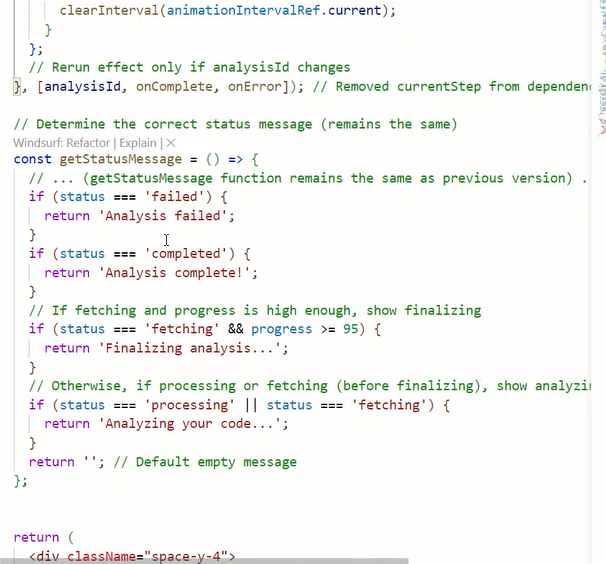 clearInterval(animationIntervalRef.current);
}
};
// Rerun effect only if analysisId changes
}, [analysisId, onComplete, onError]); // Removed currentStep from dependenc
// Determine the correct status message (remains the same)
Windsurf: Refactor | Explain | ×
const getStatusMessage = () => {
// ... (getStatusMessage function remains the same as previous version) .
if (status === 'failed') {
return 'Analysis failed';
}
if (status === 'completed') {
return 'Analysis complete!';
}
// If fetching and progress is high enough, show finalizing
if (status === 'fetching' && progress >= 95) {
return 'Finalizing analysis...';
}
// Otherwise, if processing or fetching (before finalizing), show analyzi
if (status === 'processing' || status === 'fetching') {
return 'Analyzing your code...';
}
return ''; // Default empty message
};
return (
<div className="space-y-4">